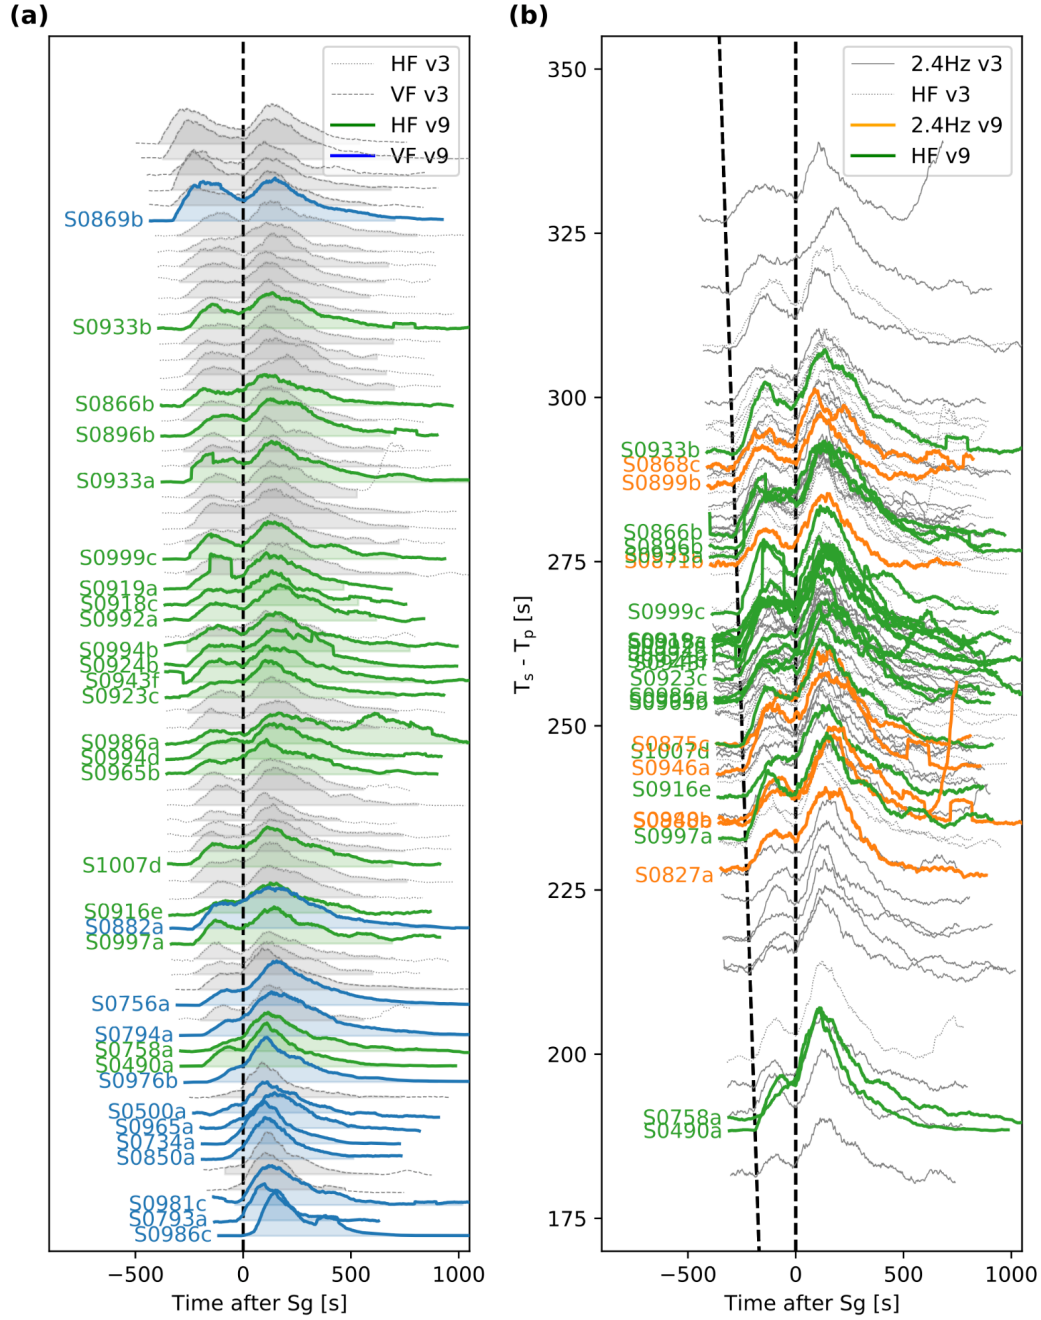 (a)
HF v3
VF v3
HF v9
VF v9
S0869b
S0933b
S0866b
S0896b
S0933a
S0999c
S0919a
S0918c
S0992a
S0994b
S0924b
S0943f
S0923c
S0986a
S0994d
S0965b
S1007d
S0916e
S0882a
S0997a
S0756a
S0794a
S0758a
S0490a
S0976b
S0500a
S0965a
S0734a
S0850a
S0981c
S0793a
S0986c
−500 0 500 1000
Time after Sg [s]
(b)
2.4Hz v3
HF v3
2.4Hz v9
HF v9
350
325
300
275
250
225
200
175
Ts - Tp [s]
S0933b
S0868c
S0899b
S0866b
S0871b
S0999c
S0923c
S0986a
S0875c
S1007d
S0946a
S0916e
S0997a
S0827a
S0758a
S0490a
−500 0 500 1000
Time after Sg [s]